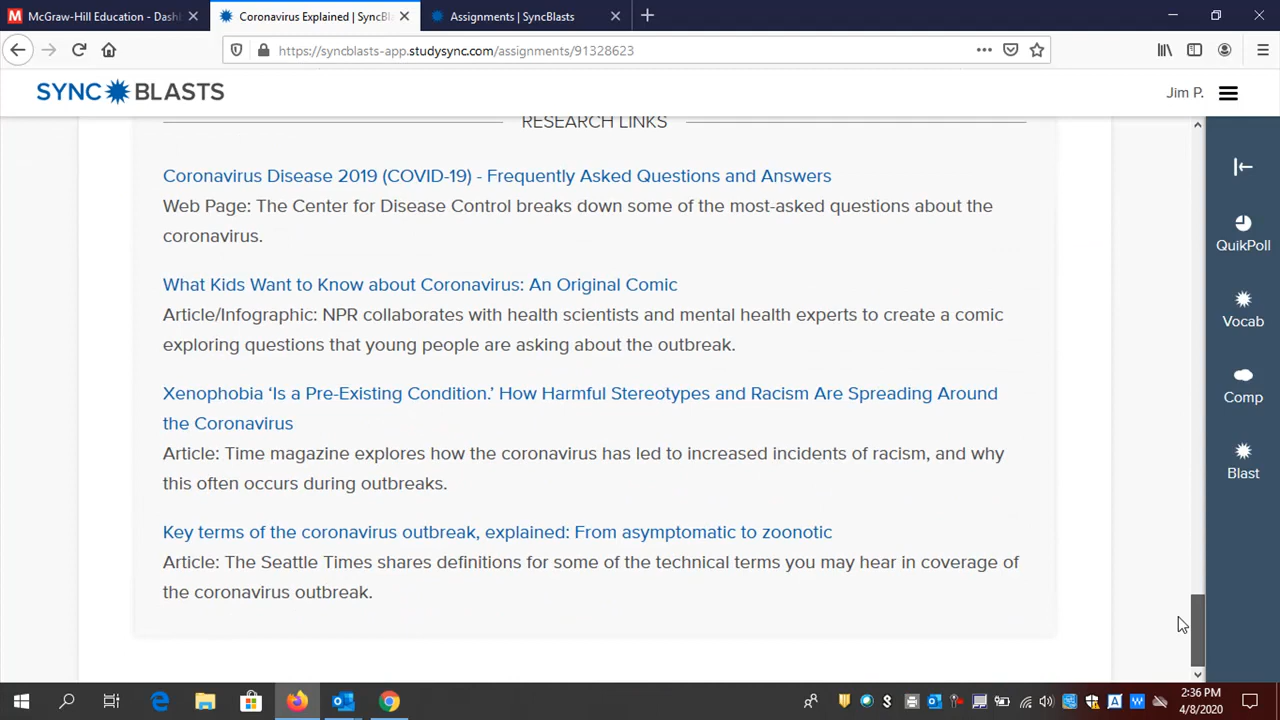 McGraw-Hill Education - Dash
Coronavirus Explained | SyncBla
Assignments | SyncBlasts
https://syncblasts-app.studysync.com/assignments/91328623
SYNC BLASTS
Jim P.
RESEARCH LINKS
Coronavirus Disease 2019 (COVID-19) - Frequently Asked Questions and Answers
Web Page: The Center for Disease Control breaks down some of the most-asked questions about the
coronavirus.
What Kids Want to Know about Coronavirus: An Original Comic
Article/Infographic: NPR collaborates with health scientists and mental health experts to create a comic
exploring questions that young people are asking about the outbreak.
Xenophobia ‘Is a Pre-Existing Condition.’ How Harmful Stereotypes and Racism Are Spreading Around
the Coronavirus
Article: Time magazine explores how the coronavirus has led to increased incidents of racism, and why
this often occurs during outbreaks.
Key terms of the coronavirus outbreak, explained: From asymptomatic to zoonotic
Article: The Seattle Times shares definitions for some of the technical terms you may hear in coverage of
the coronavirus outbreak.
QuikPoll
Vocab
Comp
Blast
2:36 PM
4/8/2020